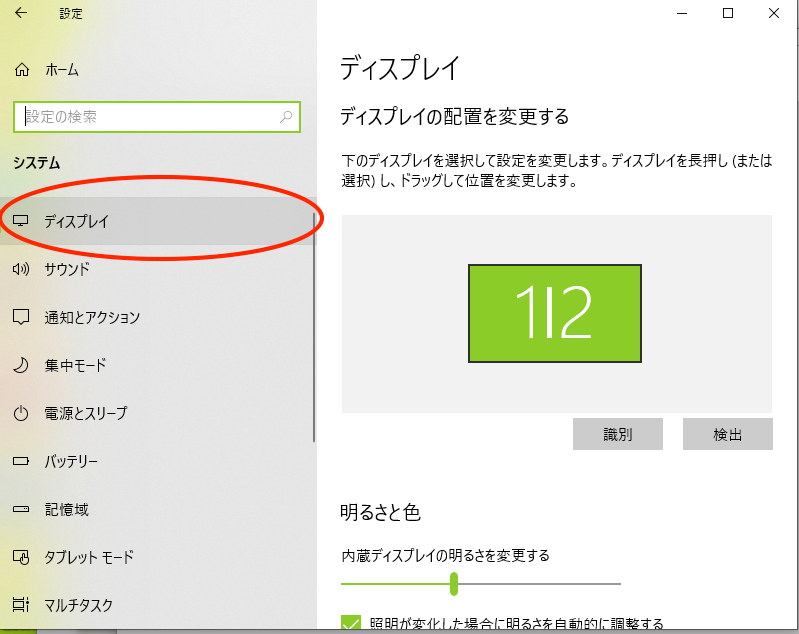 設定
ホーム
設定の検索
システム
ディスプレイ
サウンド
通知とアクション
集中モード
電源とスリープ
バッテリー
記憶域
タブレット モード
マルチタスク
ディスプレイ
ディスプレイの配置を変更する
下のディスプレイを選択して設定を変更します。ディスプレイを長押し (または
選択) し、ドラッグして位置を変更します。
1|2
識別
検出
明るさと色
内蔵ディスプレイの明るさを変更する
照明が変化した場合に明るさを自動的に調整する